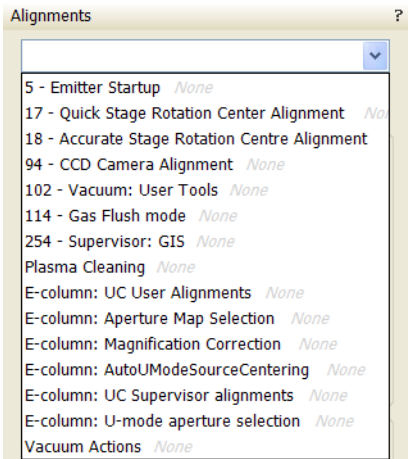 Alignments ?
5 - Emitter Startup None
17 - Quick Stage Rotation Center Alignment
18 - Accurate Stage Rotation Centre Alignment
94 - CCD Camera Alignment None
102 - Vacuum: User Tools None
114 - Gas Flush mode None
254 - Supervisor: GIS None
Plasma Cleaning None
E-column: UC User Alignments None
E-column: Aperture Map Selection None
E-column: Magnification Correction None
E-column: AutoUModeSourceCentering None
E-column: UC Supervisor alignments None
E-column: U-mode aperture selection None
Vacuum Actions None